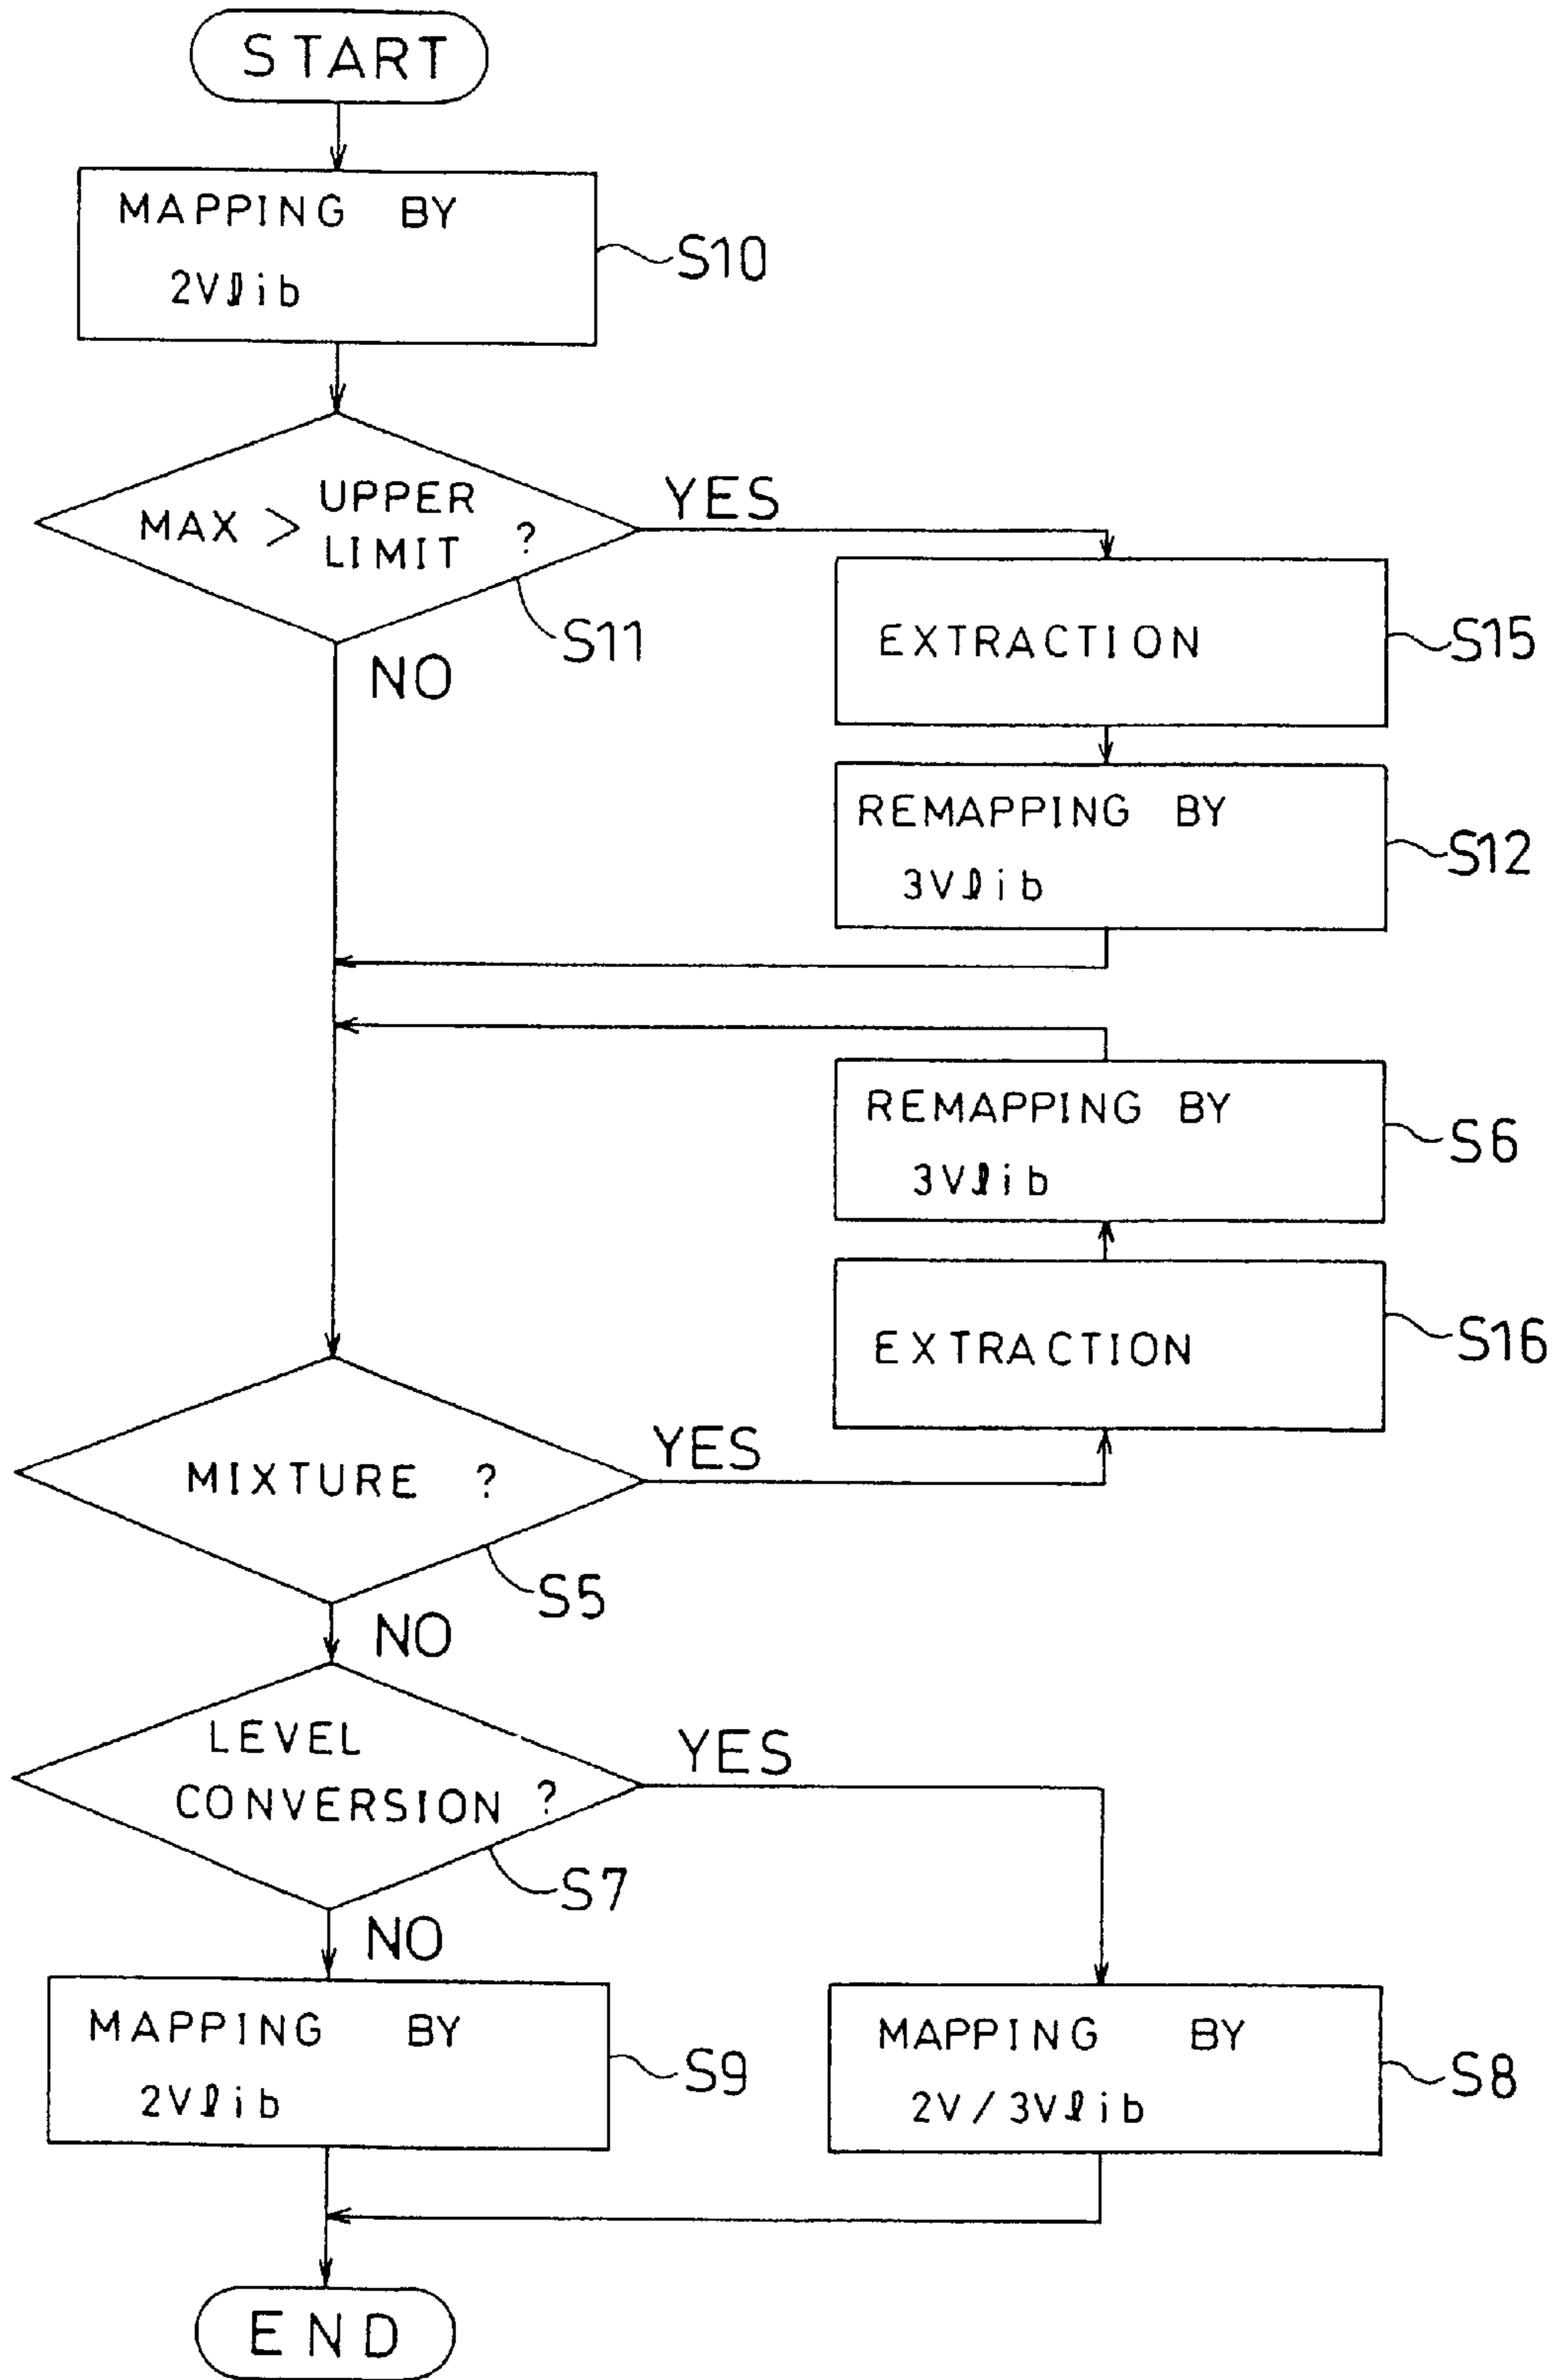 START
MAPPING BY
2Vlib
S10
MAX > UPPER
LIMIT ?
YES
S11
NO
EXTRACTION
S15
REMAPPING BY
3Vlib
S12
REMAPPING BY
3Vlib
S6
EXTRACTION
S16
MIXTURE ?
YES
S5
NO
LEVEL
CONVERSION ?
YES
S7
NO
MAPPING BY
2Vlib
S9
MAPPING BY
2V/3Vlib
S8
END